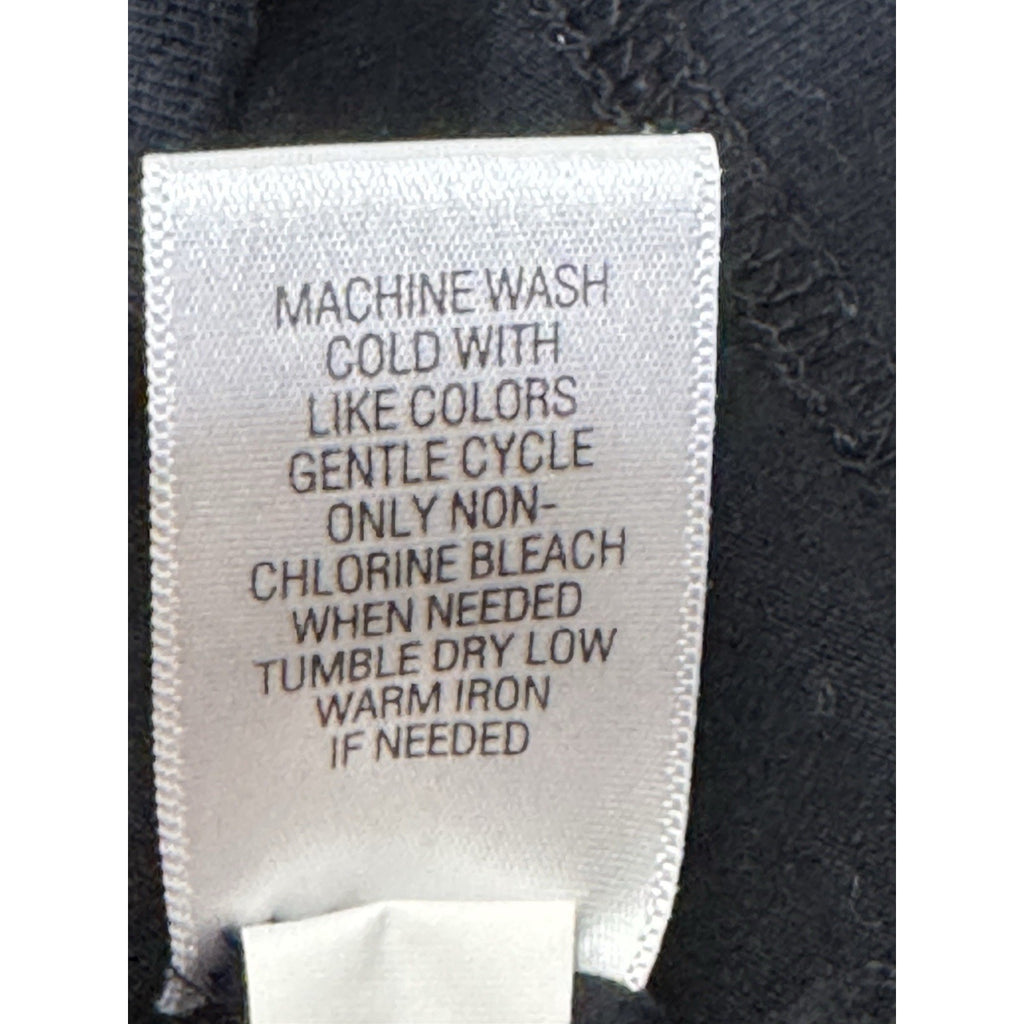 MACHINE WASH
COLD WITH
LIKE COLORS
GENTLE CYCLE
ONLY NON-
CHLORINE BLEACH
WHEN NEEDED
TUMBLE DRY LOW
WARM IRON
IF NEEDED